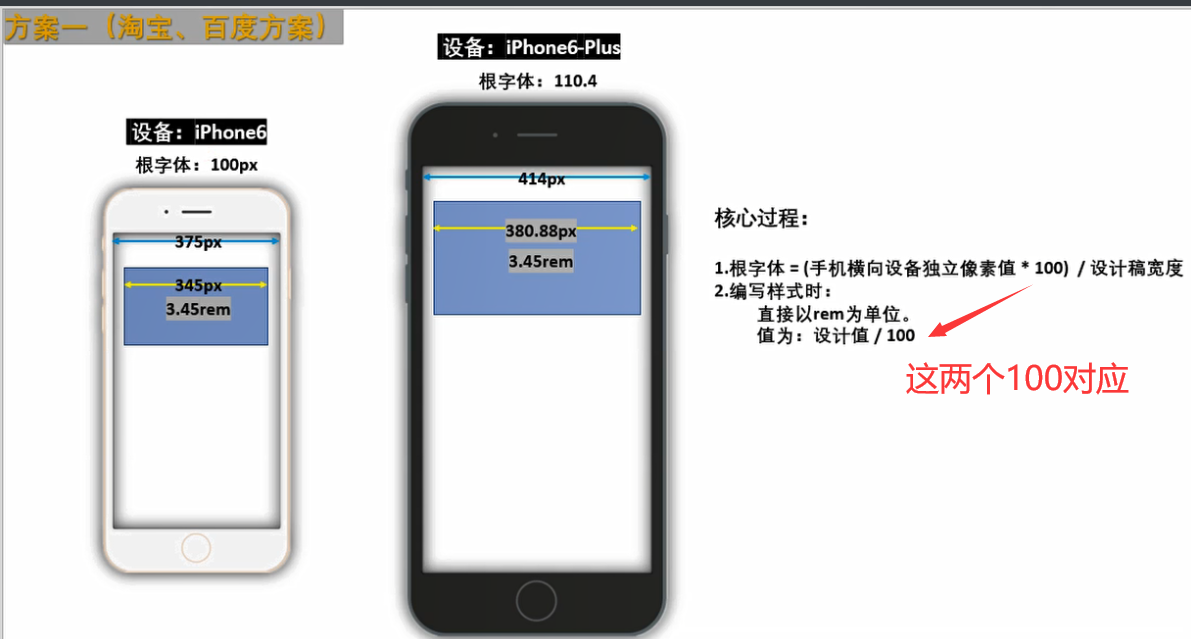 方案一（淘宝、百度方案）
设备：iPhone6
根字体：100px
375px
345px
3.45rem
设备：iPhone6-Plus
根字体：110.4
414px
380.88px
3.45rem
核心过程：
1.根字体 = (手机横向设备独立像素值 * 100) / 设计稿宽度
2.编写样式时：
直接以rem为单位。
值为：设计值 / 100
这两个100对应